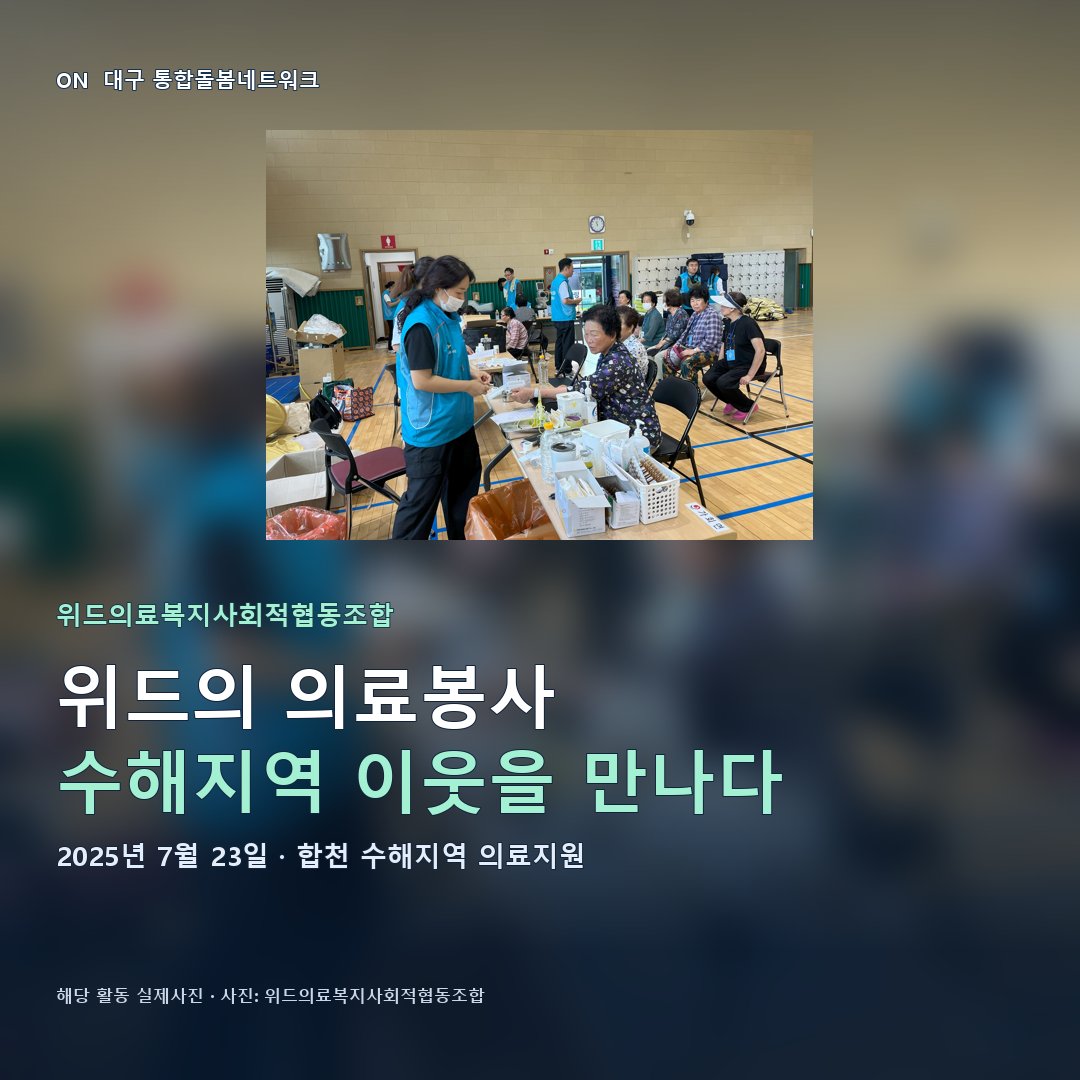 ON 대구 통합돌봄네트워크
가회면
위드의료복지사회적협동조합
위드의 의료봉사
수해지역 이웃을 만나다
2025년 7월 23일 · 합천 수해지역 의료지원
해당 활동 실제사진 · 사진: 위드의료복지사회적협동조합